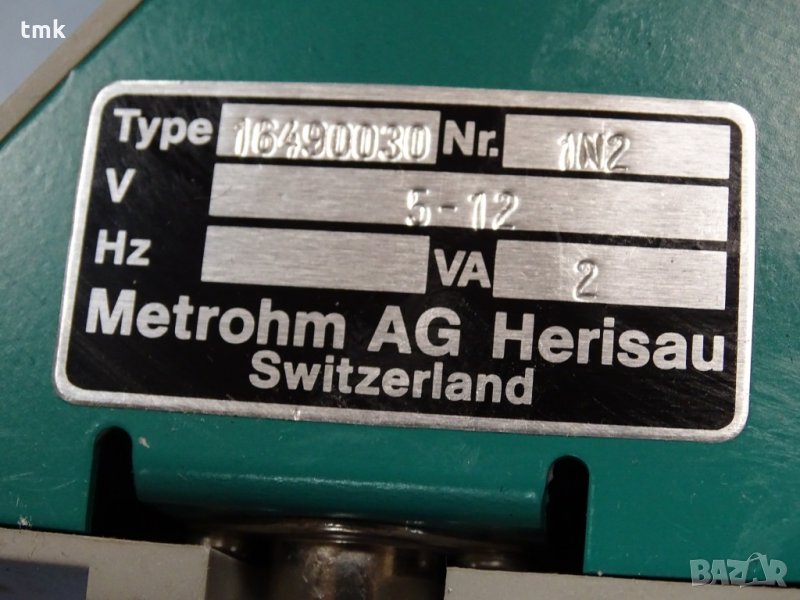 tmk
Type 16490030 Nr. 1N2
V 5-12
Hz VA 2
Metrohm AG Herisau
Switzerland
BAZAR